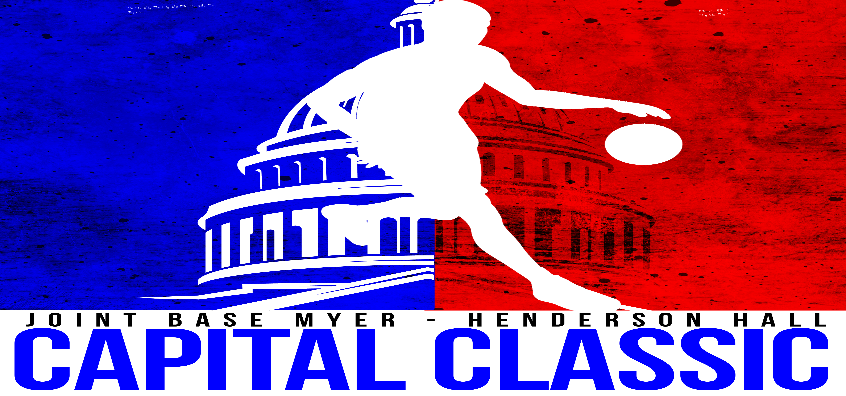 JOINT BASE MYER - HENDERSON HALL
CAPITAL CLASSIC